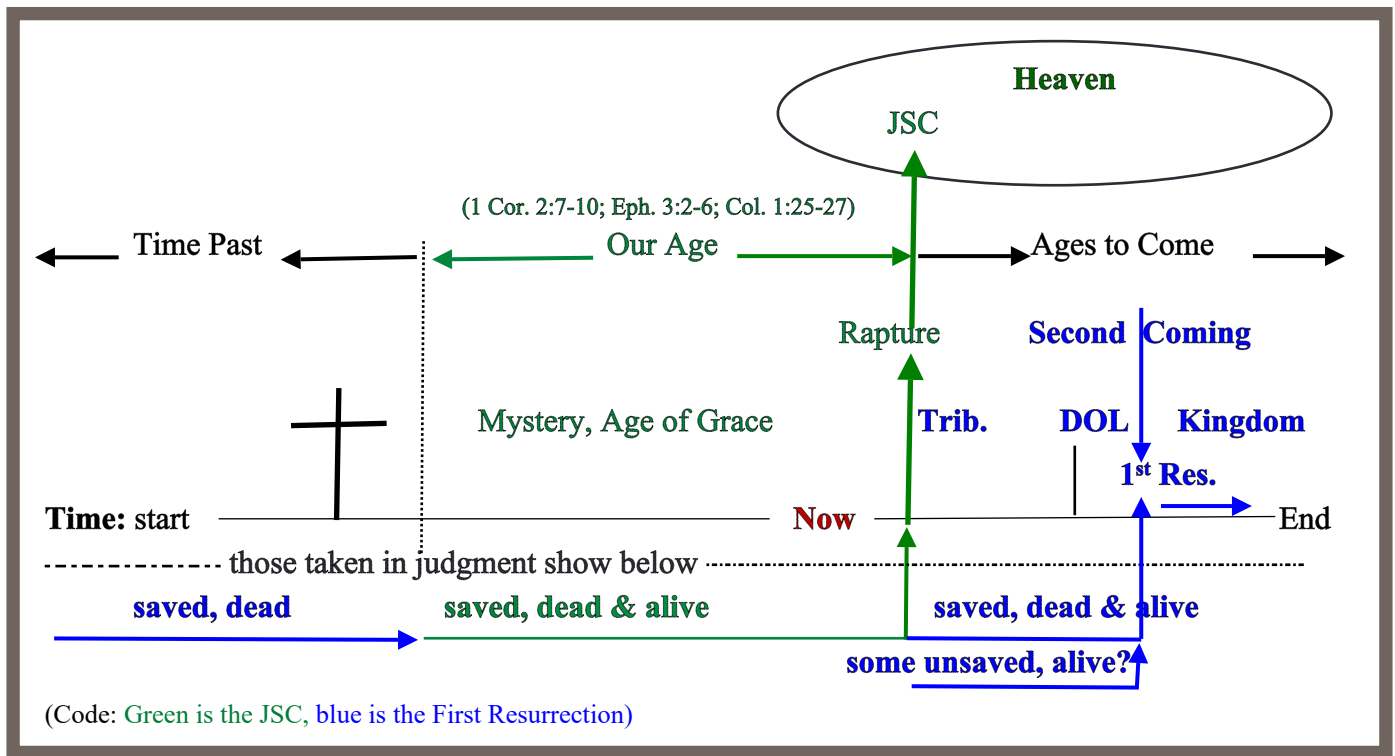 Heaven
JSC
(1 Cor. 2:7-10; Eph. 3:2-6; Col. 1:25-27)
Time Past Our Age Ages to Come
Rapture Second Coming
Mystery, Age of Grace Trib. DOL Kingdom
1st Res.
Time: start Now End
those taken in judgment show below
saved, dead saved, dead & alive saved, dead & alive
some unsaved, alive?
(Code: Green is the JSC, blue is the First Resurrection)